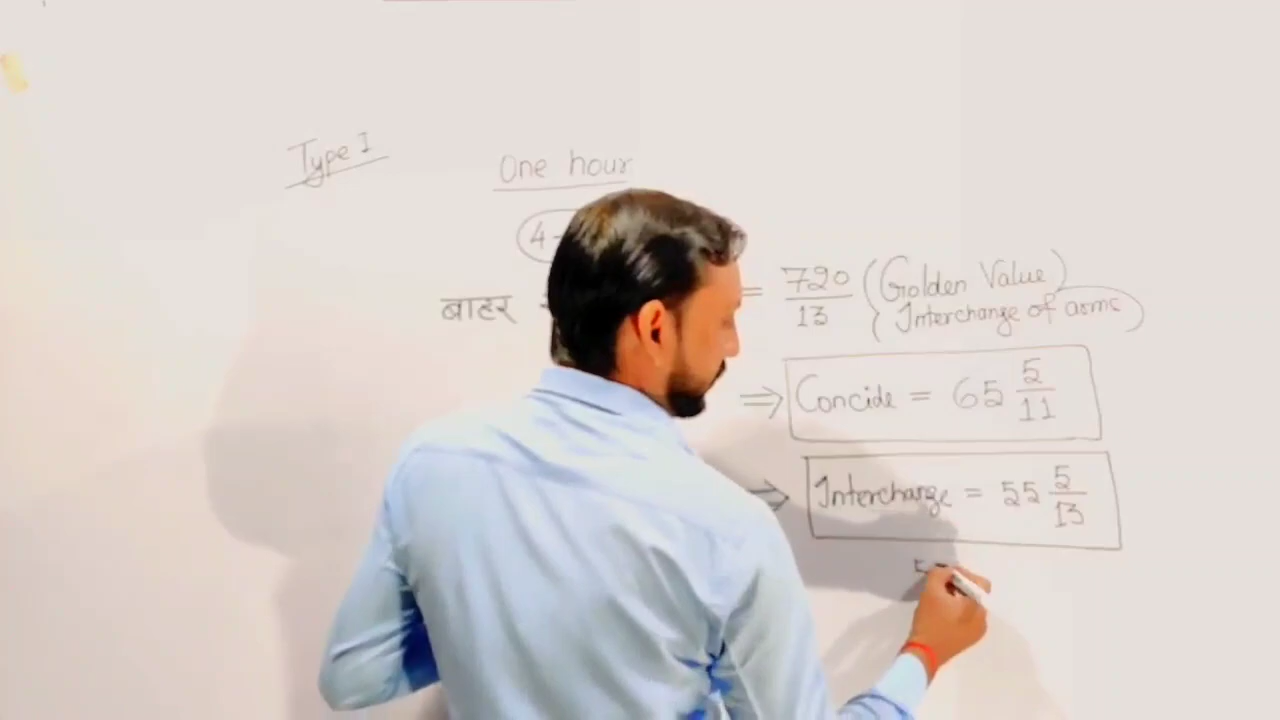 Type I
One hour
4-
बाहर = 720/13 (Golden Value)
(Interchange of arms)
⇒ Concide = 65 5/11
⇒ Interchange = 55 5/13